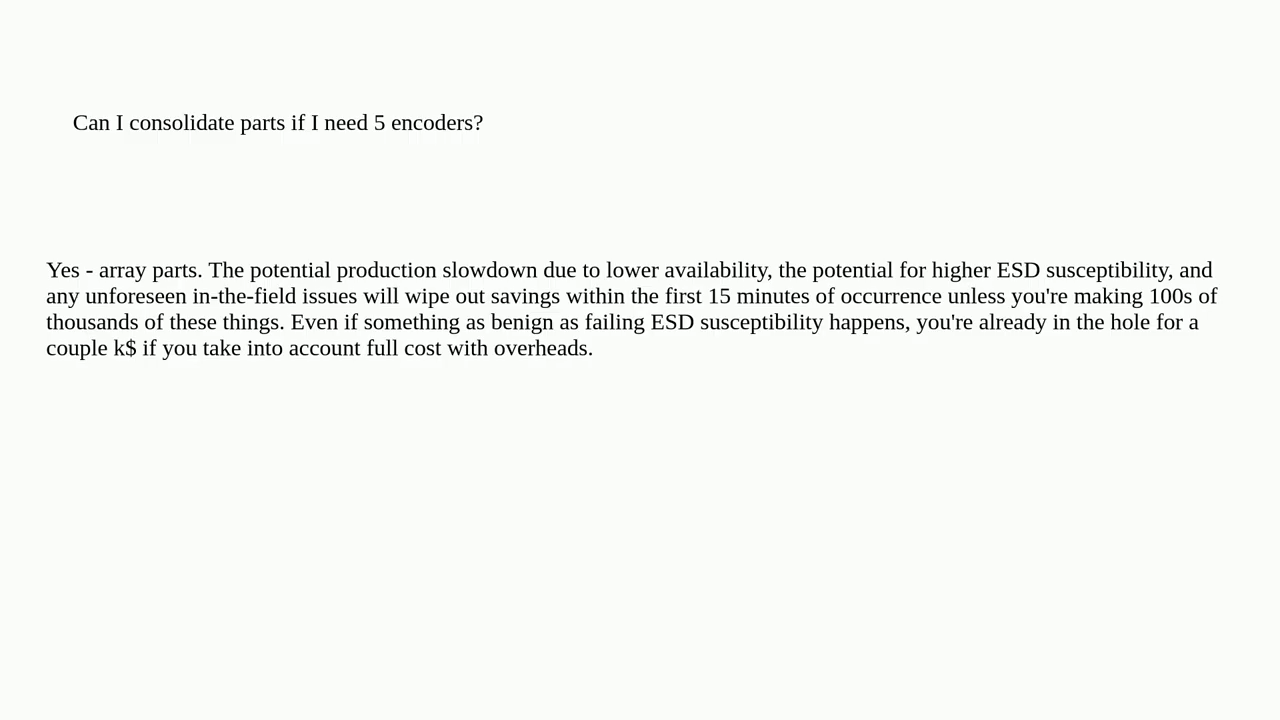 Can I consolidate parts if I need 5 encoders?
Yes - array parts. The potential production slowdown due to lower availability, the potential for higher ESD susceptibility, and
any unforeseen in-the-field issues will wipe out savings within the first 15 minutes of occurrence unless you're making 100s of
thousands of these things. Even if something as benign as failing ESD susceptibility happens, you're already in the hole for a
couple k$ if you take into account full cost with overheads.